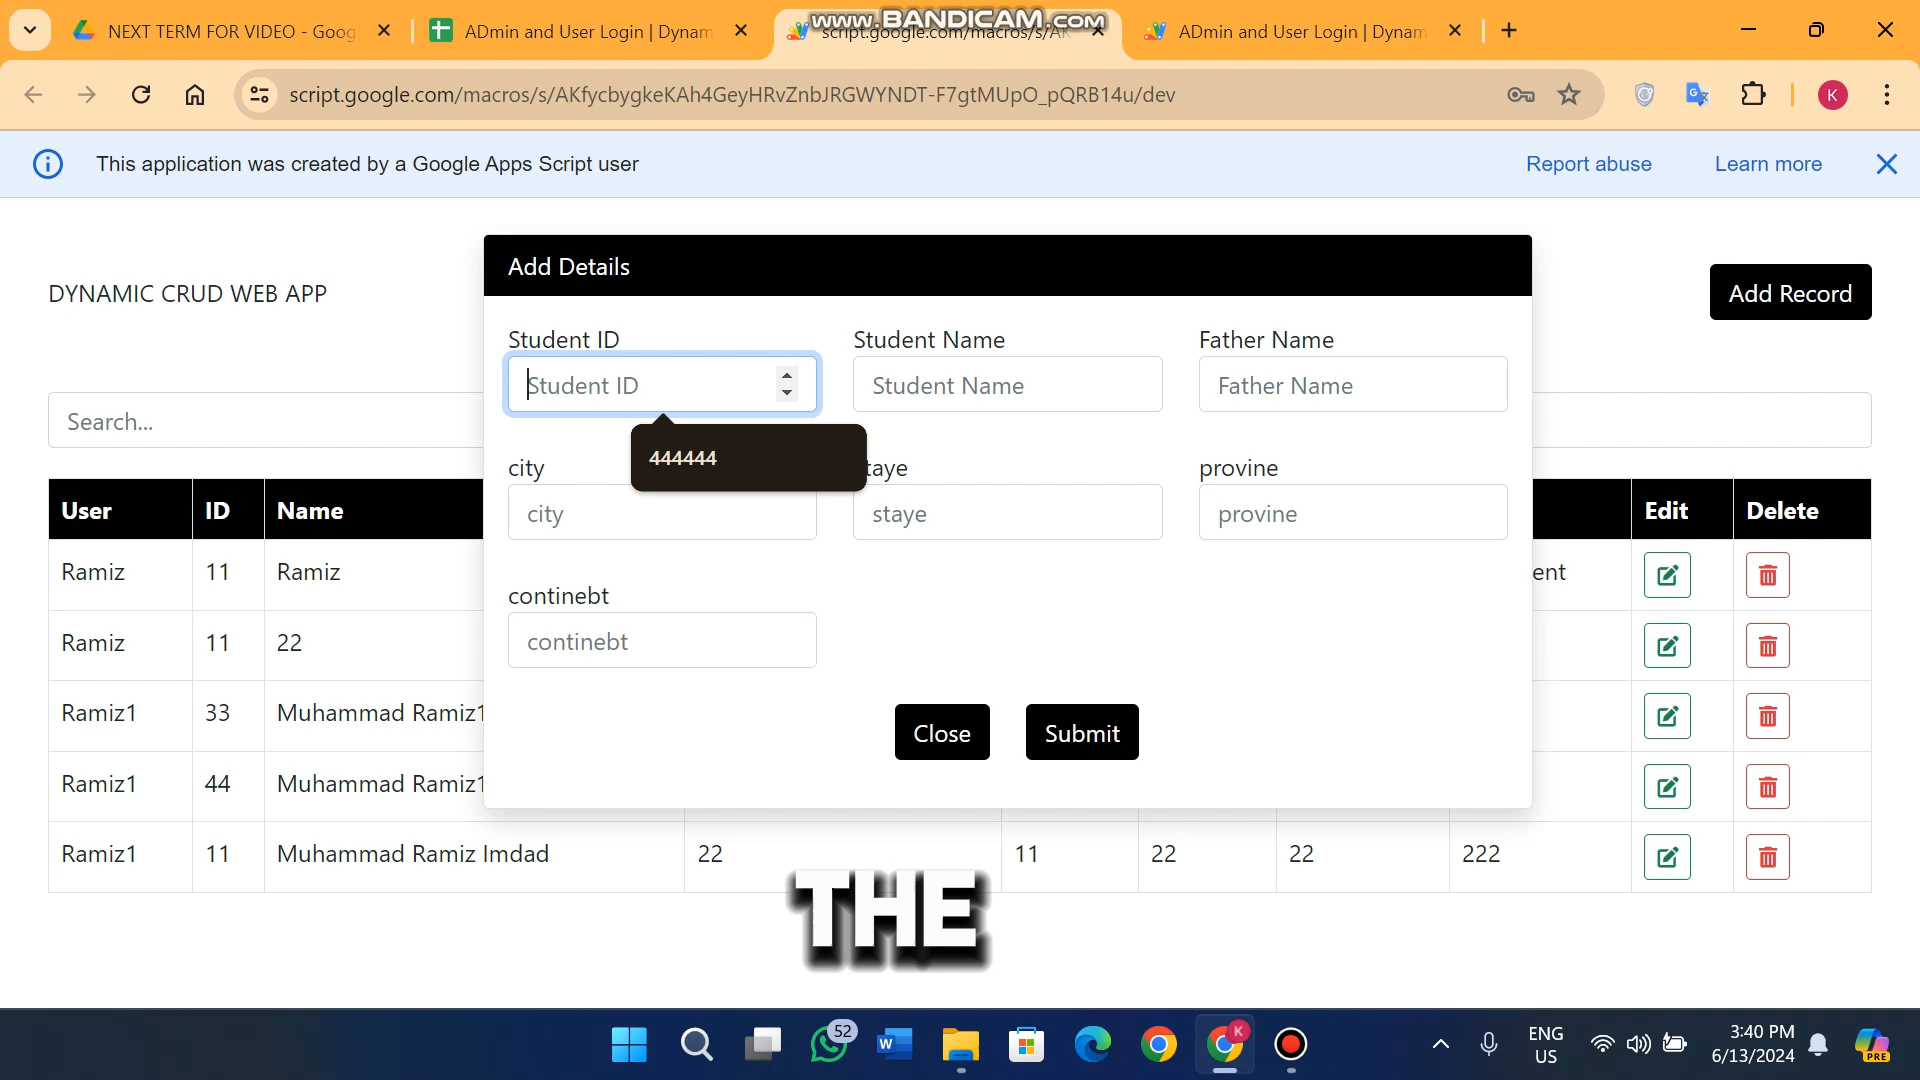 NEXT TERM FOR VIDEO - Goog
ADmin and User Login | Dynam
www.BANDICAM.com
script.google.com/macros/s/AK
ADmin and User Login | Dynam
script.google.com/macros/s/AKfycbygkeKAh4GeyHRvZnbJRGWYNDT-F7gtMUpO_pQRB14u/dev
K
This application was created by a Google Apps Script user
Report abuse
Learn more
DYNAMIC CRUD WEB APP
Add Record
Add Details
Student ID
Student Name
Father Name
Student ID
Student Name
Father Name
Search...
444444
city
taye
provine
city
staye
provine
continebt
continebt
Close
Submit
User ID Name Edit Delete
Ramiz 11 Ramiz ent
Ramiz 11 22
Ramiz1 33 Muhammad Ramiz1
Ramiz1 44 Muhammad Ramiz1
Ramiz1 11 Muhammad Ramiz Imdad 22 11 22 22 222
THE
52
W
K
ENG
US
3:40 PM
6/13/2024
PRE